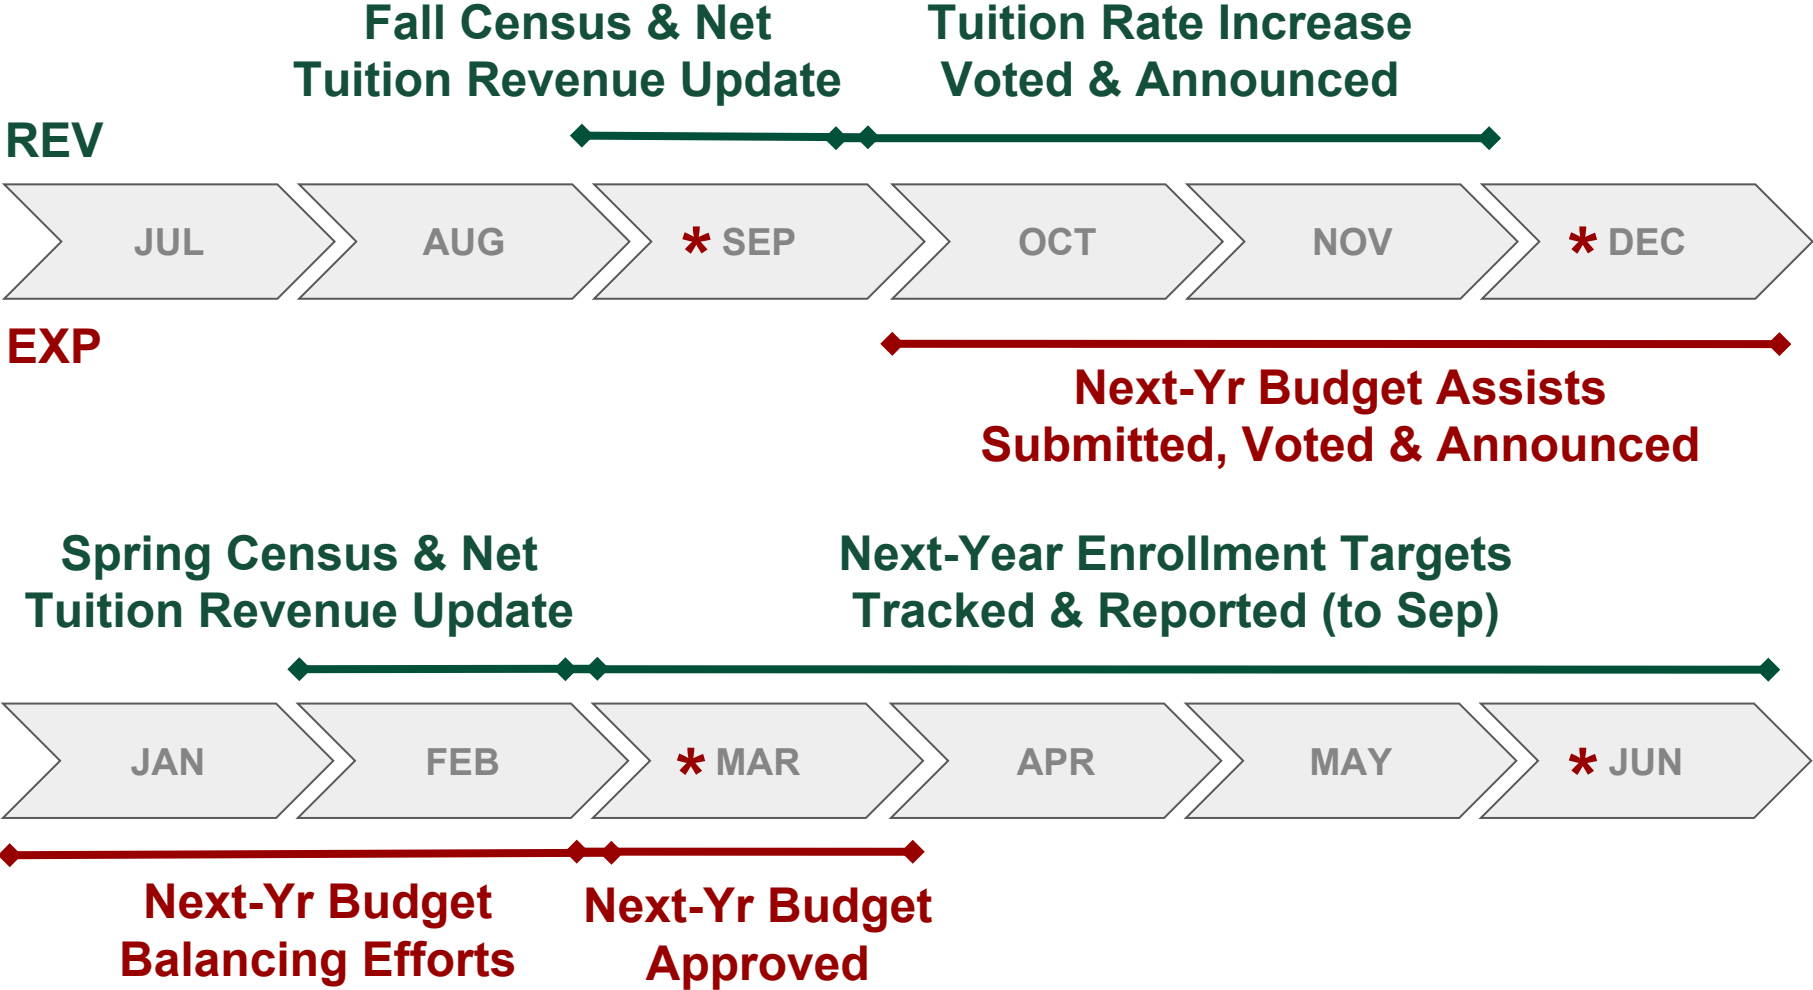 Fall Census & Net
Tuition Revenue Update
Tuition Rate Increase
Voted & Announced
REV
JUL
AUG
* SEP
OCT
NOV
* DEC
EXP
Next-Yr Budget Assists
Submitted, Voted & Announced
Spring Census & Net
Tuition Revenue Update
Next-Year Enrollment Targets
Tracked & Reported (to Sep)
JAN
FEB
* MAR
APR
MAY
* JUN
Next-Yr Budget
Balancing Efforts
Next-Yr Budget
Approved